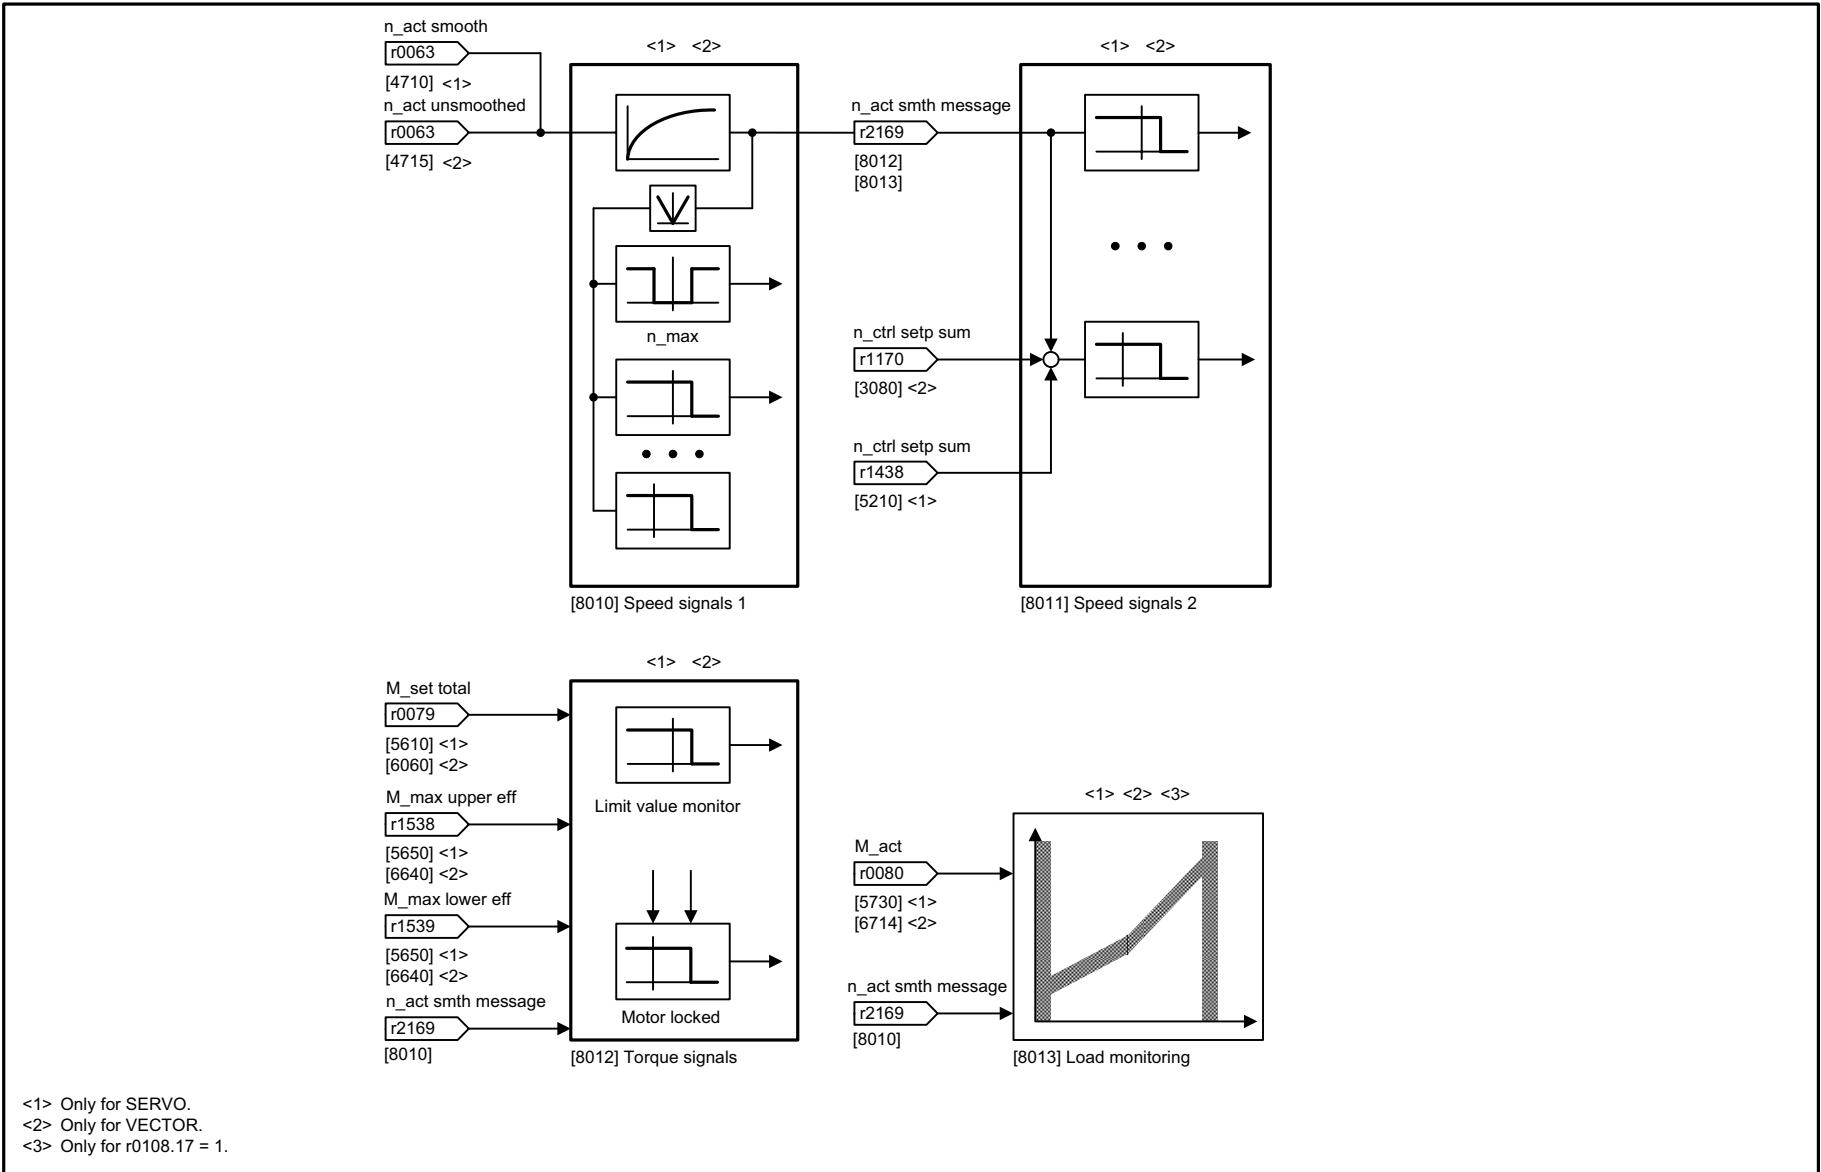 n_act smooth
r0063
[4710] <1>
n_act unsmoothed
r0063
[4715] <2>
<1> <2>
n_max
[8010] Speed signals 1
n_act smth message
r2169
[8012]
[8013]
n_ctrl setp sum
r1170
[3080] <2>
n_ctrl setp sum
r1438
[5210] <1>
<1> <2>
[8011] Speed signals 2
M_set total
r0079
[5610] <1>
[6060] <2>
M_max upper eff
r1538
[5650] <1>
[6640] <2>
M_max lower eff
r1539
[5650] <1>
[6640] <2>
n_act smth message
r2169
[8010]
<1> <2>
Limit value monitor
Motor locked
[8012] Torque signals
M_act
r0080
[5730] <1>
[6714] <2>
n_act smth message
r2169
[8010]
<1> <2> <3>
[8013] Load monitoring
<1> Only for SERVO.
<2> Only for VECTOR.
<3> Only for r0108.17 = 1.